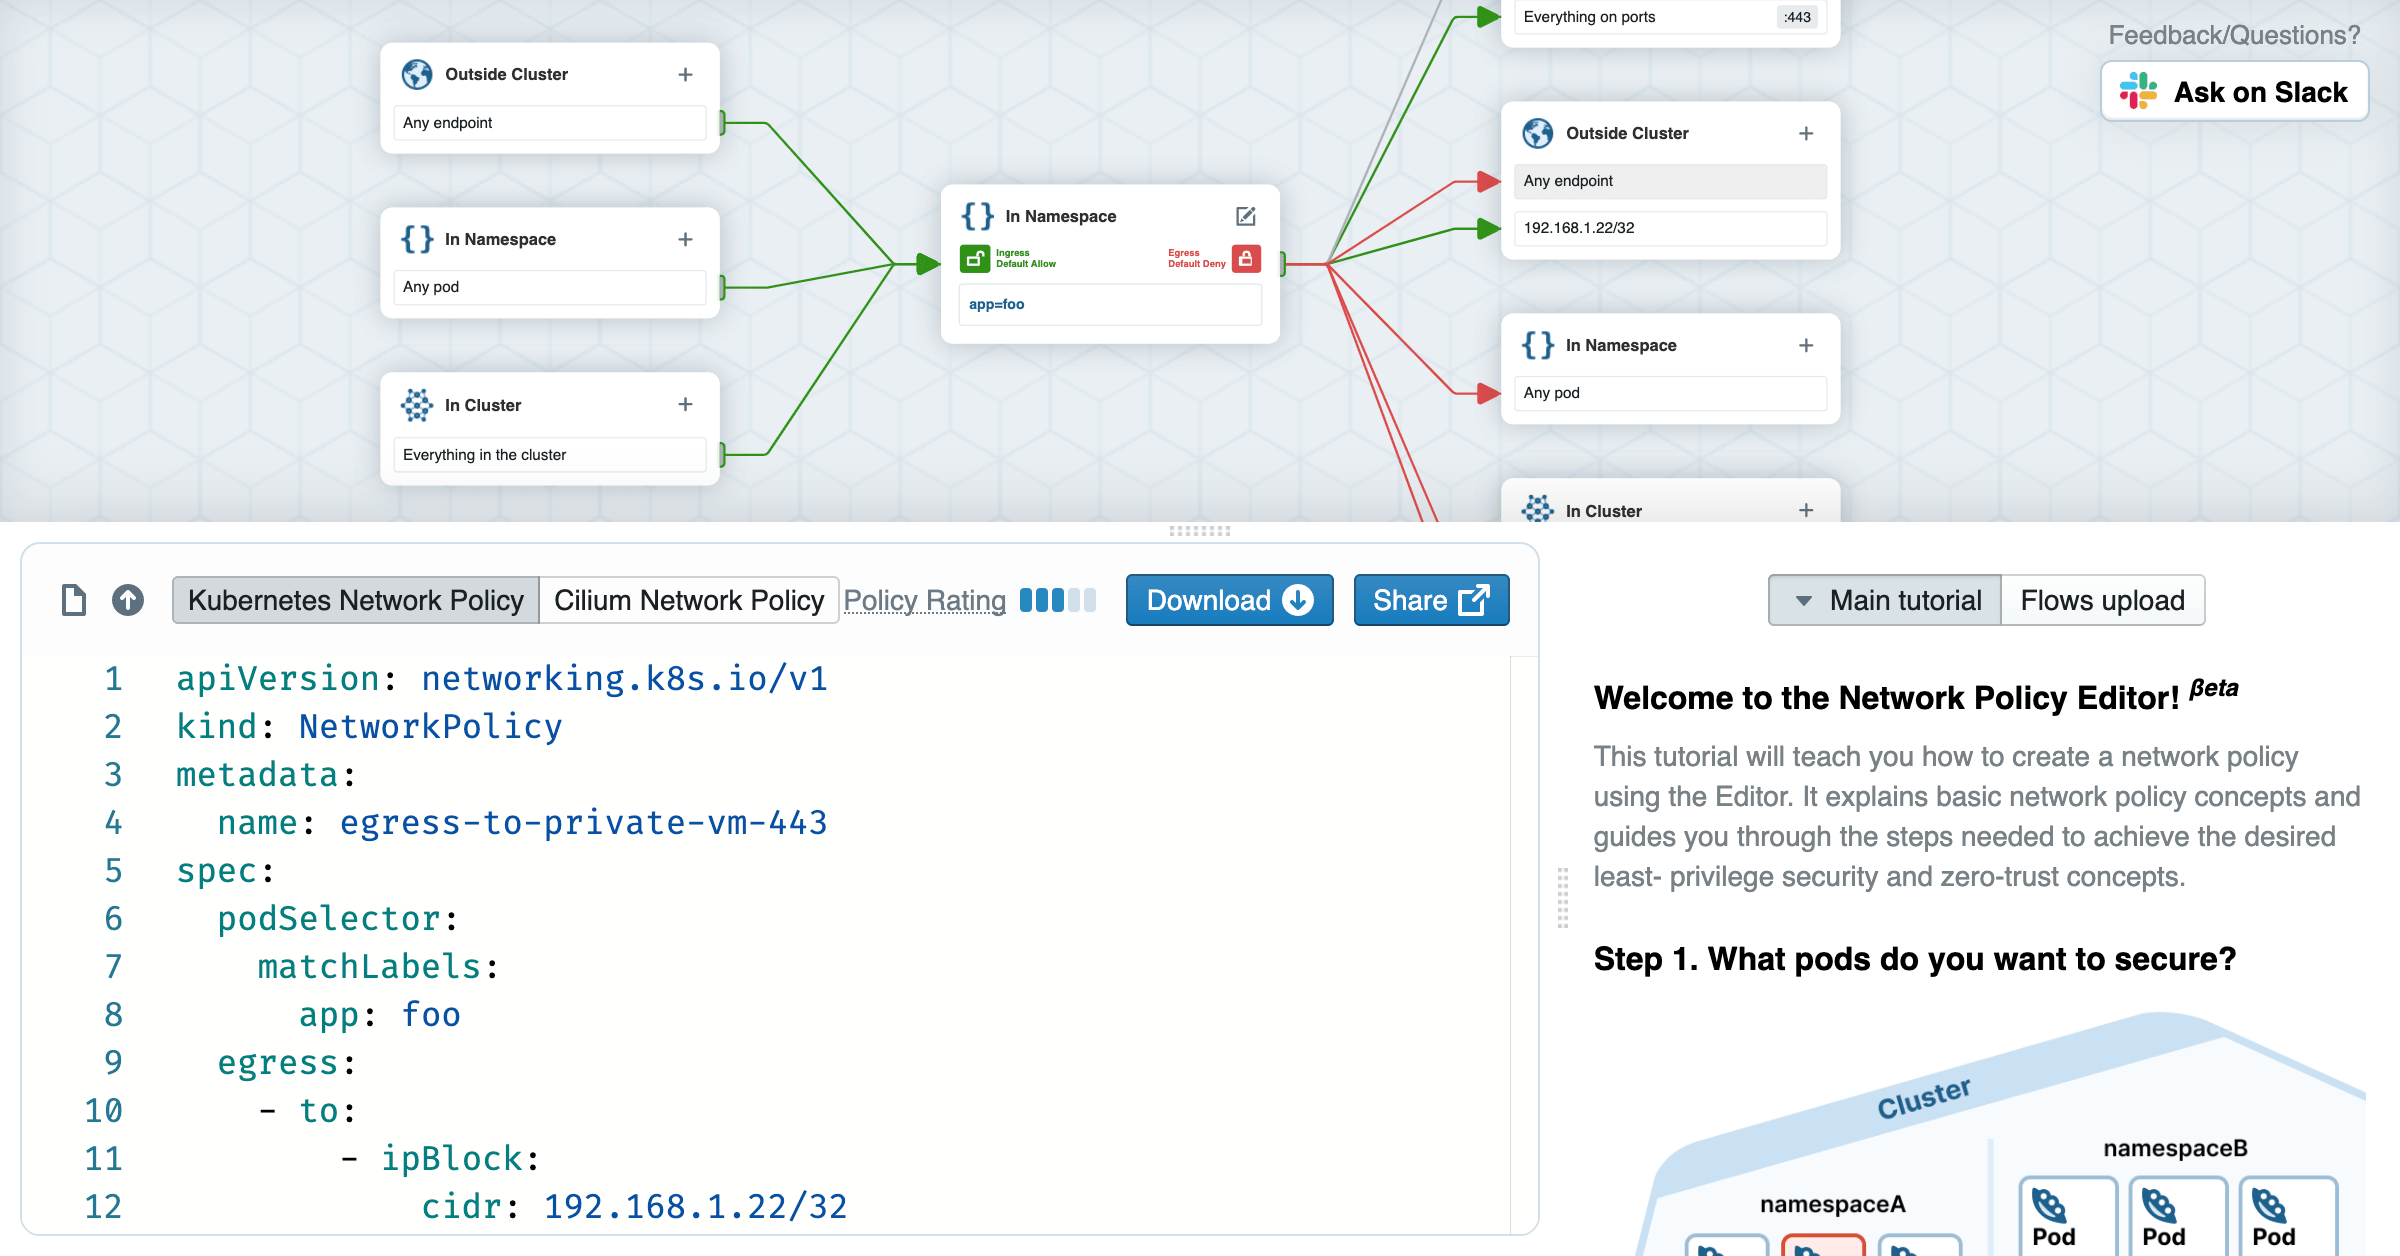 Everything on ports :443
Feedback/Questions?
Ask on Slack
Outside Cluster
Any endpoint
In Namespace
Any pod
In Cluster
Everything in the cluster
In Namespace
Ingress
Default Allow
Egress
Default Deny
app=foo
Outside Cluster
Any endpoint
192.168.1.22/32
In Namespace
Any pod
In Cluster
Kubernetes Network Policy
Cilium Network Policy
Policy Rating
Download
Share
1 apiVersion: networking.k8s.io/v1
2 kind: NetworkPolicy
3 metadata:
4 name: egress-to-private-vm-443
5 spec:
6 podSelector:
7 matchLabels:
8 app: foo
9 egress:
10 - to:
11 - ipBlock:
12 cidr: 192.168.1.22/32
Main tutorial
Flows upload
Welcome to the Network Policy Editor! βeta
This tutorial will teach you how to create a network policy
using the Editor. It explains basic network policy concepts and
guides you through the steps needed to achieve the desired
least- privilege security and zero-trust concepts.
Step 1. What pods do you want to secure?
Cluster
namespaceB
namespaceA
Pod
Pod
Pod